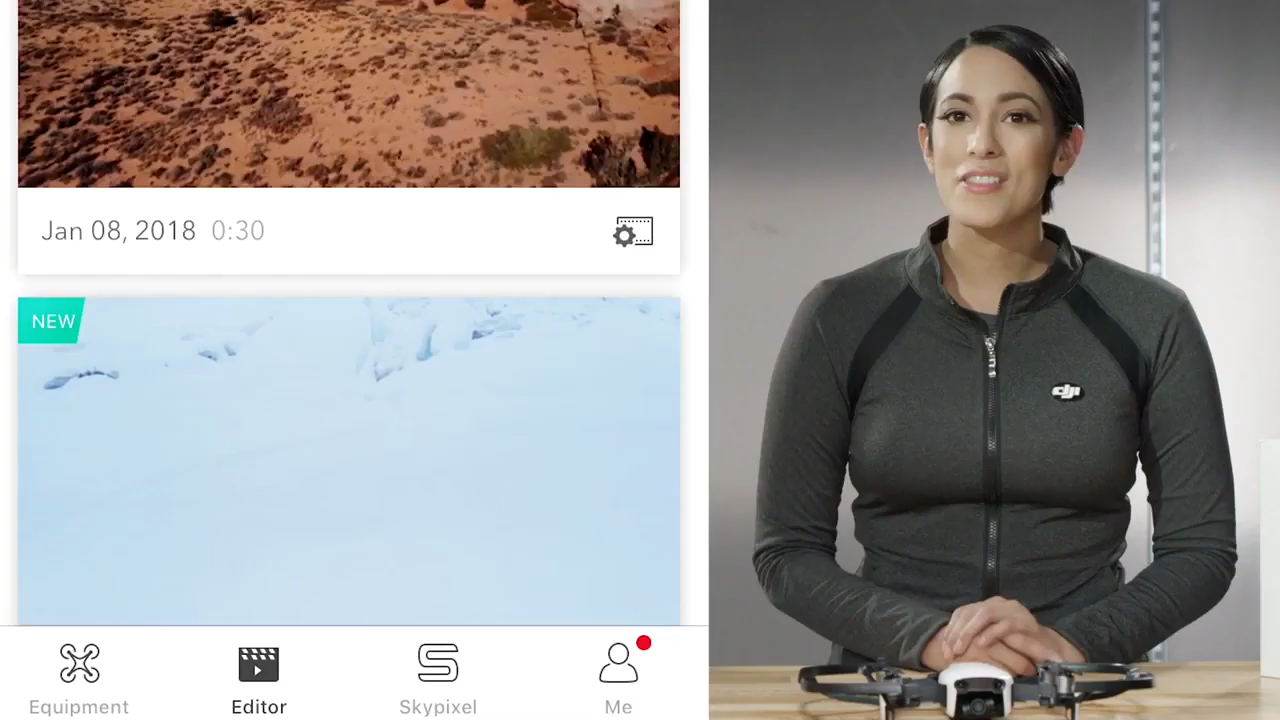 Jan 08, 2018 0:30
NEW
Equipment
Editor
Skypixel
Me
dji